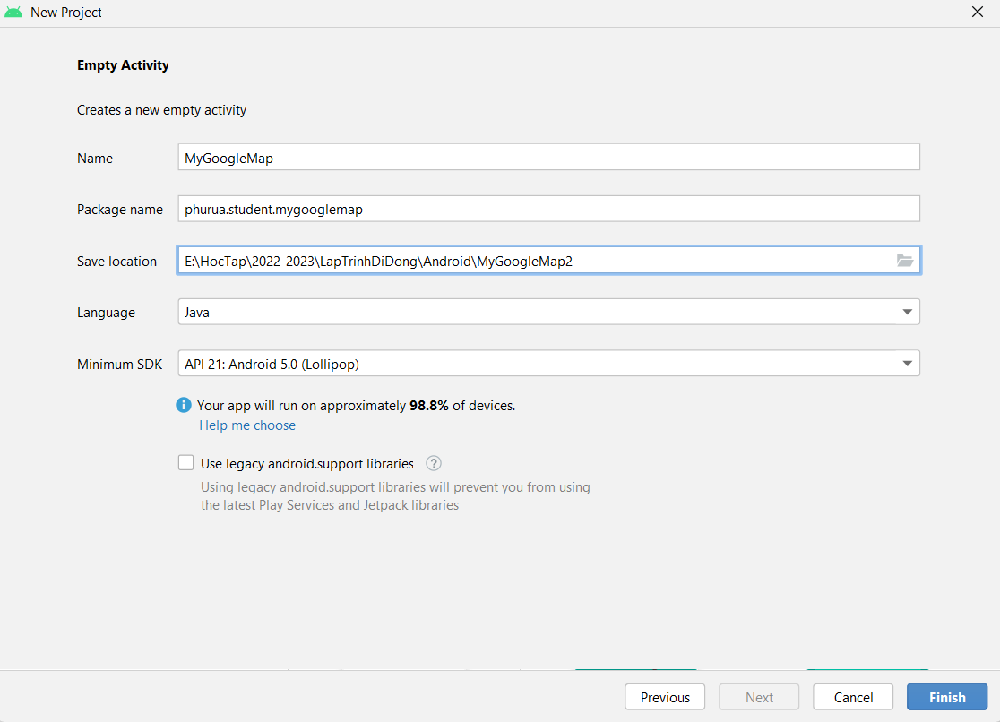 New Project
Empty Activity
Creates a new empty activity
Name
MyGoogleMap
Package name
phurua.student.mygooglemap
Save location
E:\HocTap\2022-2023\LapTrinhDiDong\Android\MyGoogleMap2
Language
Java
Minimum SDK
API 21: Android 5.0 (Lollipop)
Your app will run on approximately 98.8% of devices.
Help me choose
Use legacy android.support libraries ?
Using legacy android.support libraries will prevent you from using
the latest Play Services and Jetpack libraries
Previous
Next
Cancel
Finish